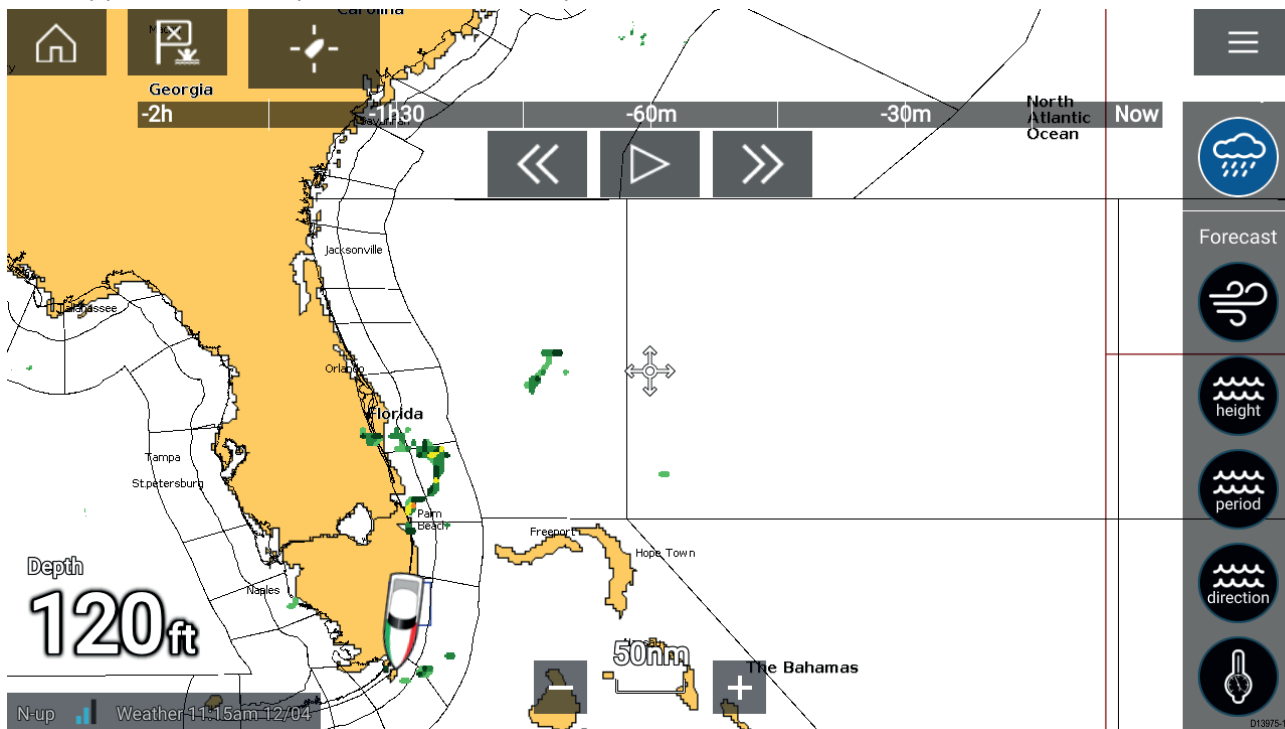 Carolina
Georgia
-2h
-1h30
-60m
-30m
Now
Savannah
North
Atlantic
Ocean
Forecast
Jacksonville
Tallahassee
Orlando
height
Florida
Tampa
St.petersburg
period
Palm
Beach
Freeport
Hope Town
Depth
120ft
Naples
direction
50nm
The Bahamas
N-up
Weather 11:15am 12/04
D13975-1